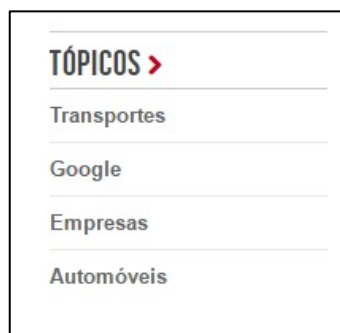 TÓPICOS >
Transportes
Google
Empresas
Automóveis